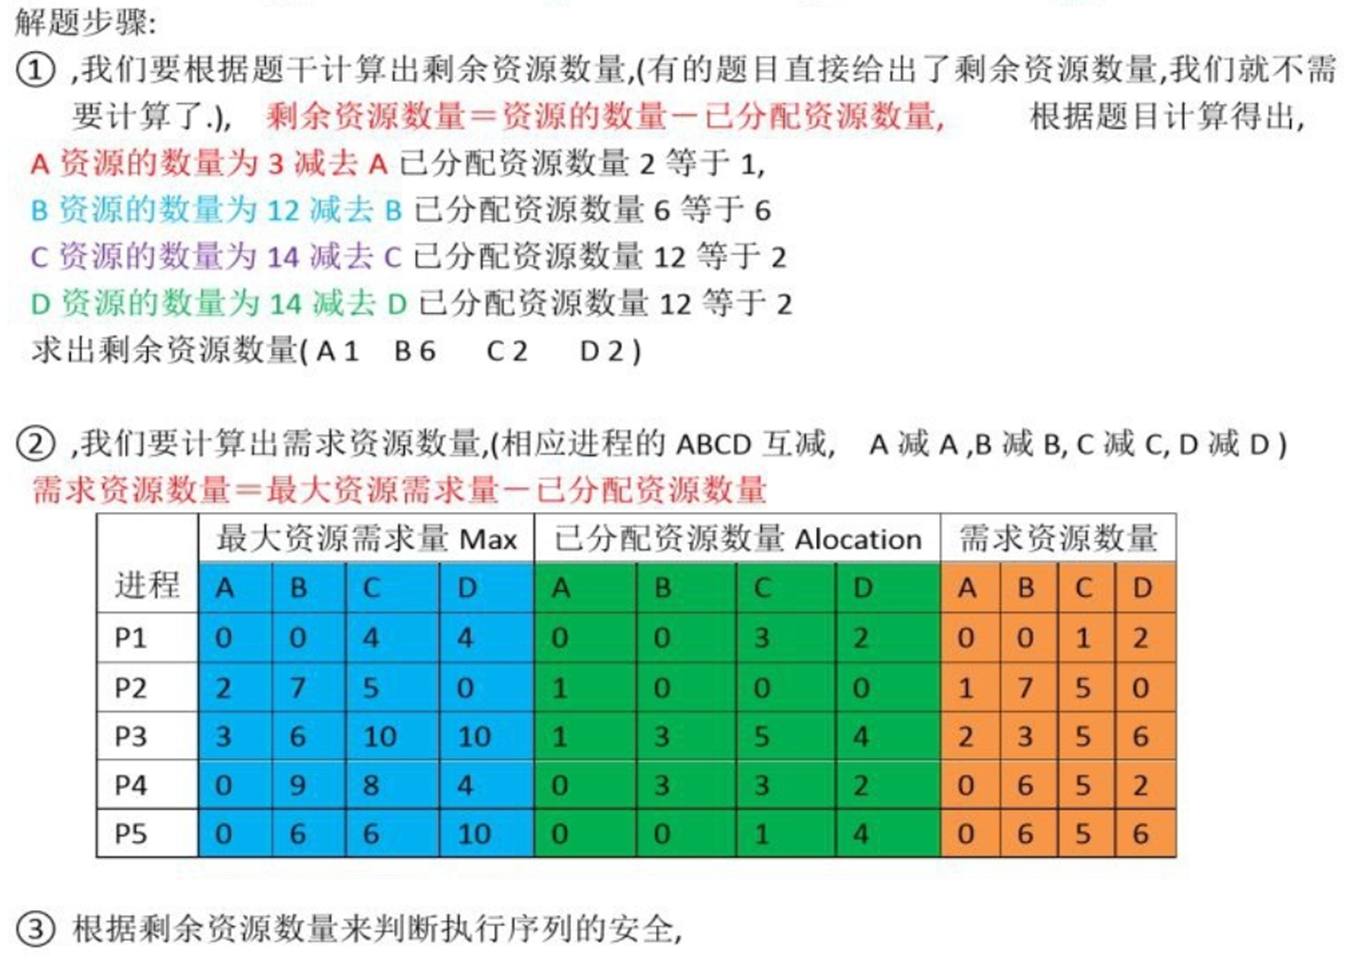 解题步骤:
① ,我们要根据题干计算出剩余资源数量,(有的题目直接给出了剩余资源数量,我们就不需
要计算了.), 剩余资源数量＝资源的数量－已分配资源数量, 根据题目计算得出,
A 资源的数量为 3 减去 A 已分配资源数量 2 等于 1,
B 资源的数量为 12 减去 B 已分配资源数量 6 等于 6
C 资源的数量为 14 减去 C 已分配资源数量 12 等于 2
D 资源的数量为 14 减去 D 已分配资源数量 12 等于 2
求出剩余资源数量( A 1 B 6 C 2 D 2 )
② ,我们要计算出需求资源数量,(相应进程的 ABCD 互减, A 减 A ,B 减 B, C 减 C, D 减 D )
需求资源数量＝最大资源需求量－已分配资源数量
最大资源需求量 Max 已分配资源数量 Alocation 需求资源数量
进程 A B C D A B C D A B C D
P1 0 0 4 4 0 0 3 2 0 0 1 2
P2 2 7 5 0 1 0 0 0 1 7 5 0
P3 3 6 10 10 1 3 5 4 2 3 5 6
P4 0 9 8 4 0 3 3 2 0 6 5 2
P5 0 6 6 10 0 0 1 4 0 6 5 6
③ 根据剩余资源数量来判断执行序列的安全,